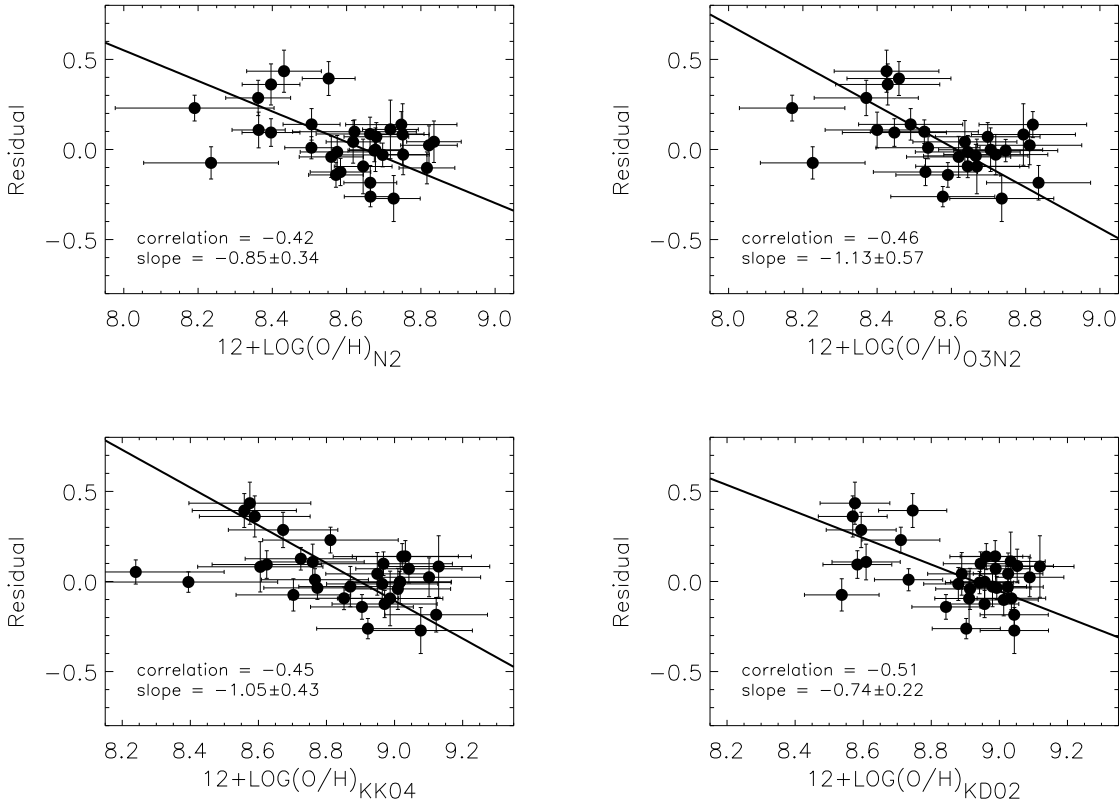 Residual
0.5
0.0
−0.5
correlation = −0.42
slope = −0.85±0.34
8.0 8.2 8.4 8.6 8.8 9.0
12+LOG(O/H)N2
Residual
0.5
0.0
−0.5
correlation = −0.46
slope = −1.13±0.57
8.0 8.2 8.4 8.6 8.8 9.0
12+LOG(O/H)O3N2
Residual
0.5
0.0
−0.5
correlation = −0.45
slope = −1.05±0.43
8.2 8.4 8.6 8.8 9.0 9.2
12+LOG(O/H)KK04
Residual
0.5
0.0
−0.5
correlation = −0.51
slope = −0.74±0.22
8.2 8.4 8.6 8.8 9.0 9.2
12+LOG(O/H)KD02